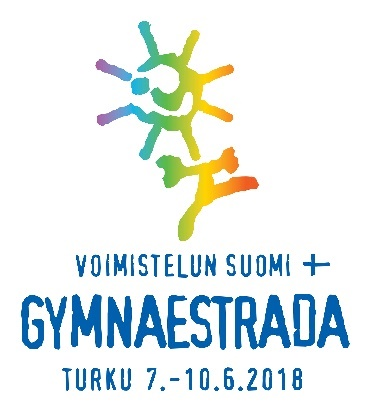 VOIMISTELUN SUOMI
GYMNAESTRADA
TURKU 7.-10.6.2018